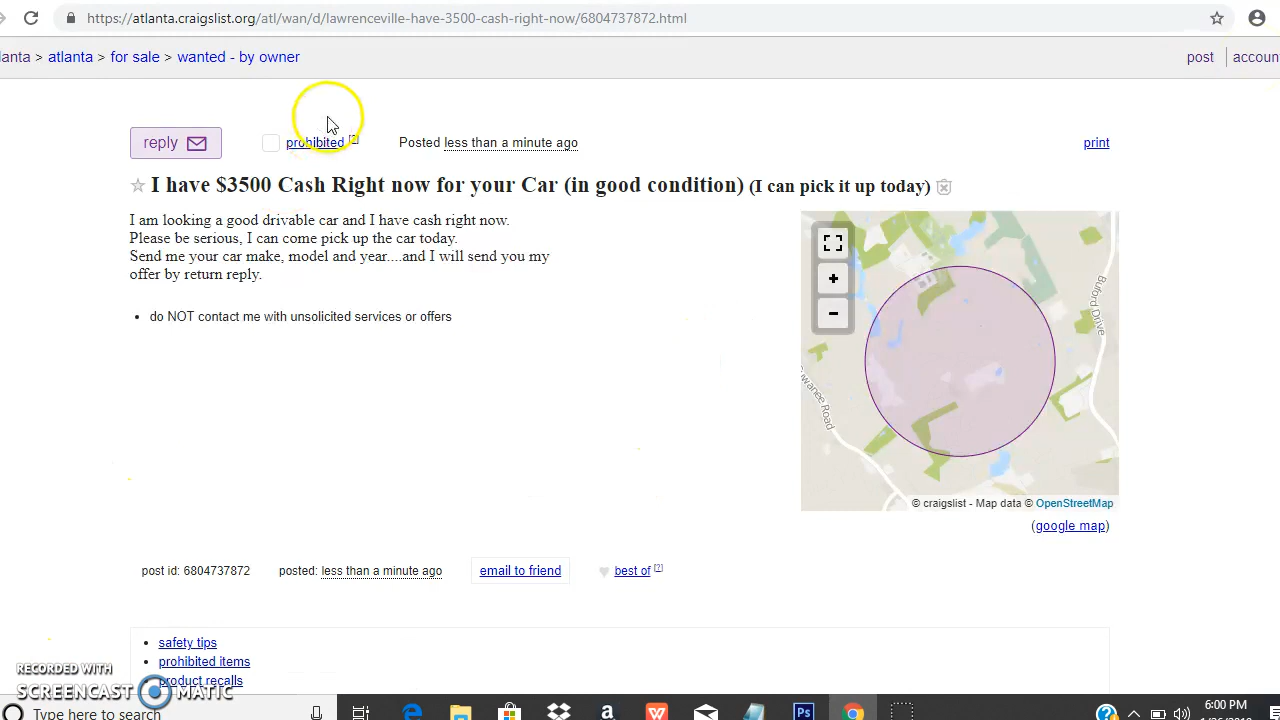 https://atlanta.craigslist.org/atl/wan/d/lawrenceville-have-3500-cash-right-now/6804737872.html
lanta > atlanta > for sale > wanted - by owner post accoun
reply prohibited [?] Posted less than a minute ago print
I have $3500 Cash Right now for your Car (in good condition) (I can pick it up today)
I am looking a good drivable car and I have cash right now.
Please be serious, I can come pick up the car today.
Send me your car make, model and year....and I will send you my
offer by return reply.
do NOT contact me with unsolicited services or offers
+
-
Buford Drive
uwanee Road
© craigslist - Map data © OpenStreetMap
(google map)
post id: 6804737872 posted: less than a minute ago email to friend best of [?]
safety tips
prohibited items
product recalls
RECORDED WITH
SCREENCAST MATIC
Type here to search
6:00 PM